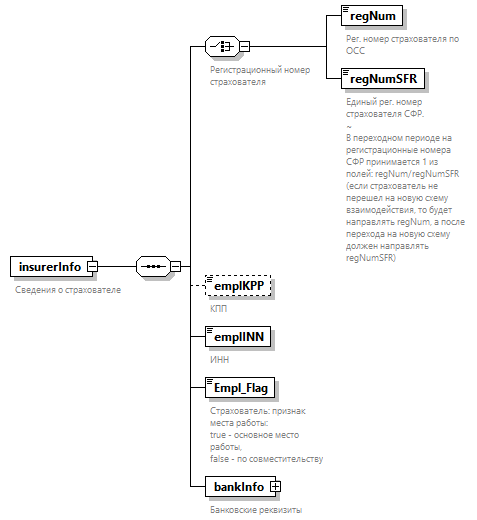 regNum
Рег. номер страхователя по
ОСС
Регистрационный номер
страхователя
regNumSFR
Единый рег. номер
страхователя СФР.
~
В переходном периоде на
регистрационные номера
СФР принимается 1 из
полей: regNum/regNumSFR
(если страхователь не
перешел на новую схему
взаимодействия, то будет
направлять regNum, а после
перехода на новую схему
должен направлять
regNumSFR)
insurerInfo
Сведения о страхователе
emplKPP
КПП
emplINN
ИНН
Empl_Flag
Страхователь: признак
места работы:
true - основное место
работы,
false - по совместительству
bankInfo
Банковские реквизиты